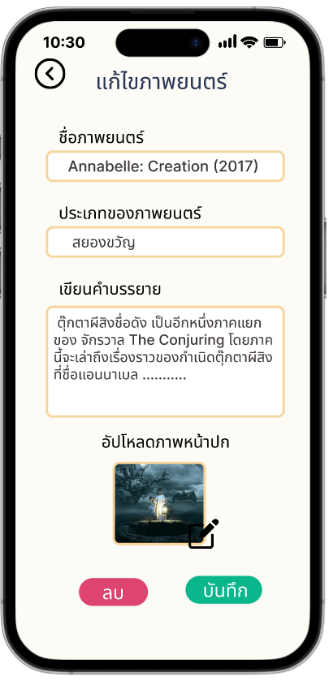 10:30
แก้ไขภาพยนตร์
ชื่อภาพยนตร์
Annabelle: Creation (2017)
ประเภทของภาพยนตร์
สยองขวัญ
เขียนคำบรรยาย
ตุ๊กตาผีสิงชื่อดัง เป็นอีกหนึ่งภาคแยก
ของ จักรวาล The Conjuring โดยภาค
นี้จะเล่าถึงเรื่องราวของกำเนิดตุ๊กตาผีสิง
ที่ชื่อแอนนาเบล ...........
อัปโหลดภาพหน้าปก
ลบ
บันทึก